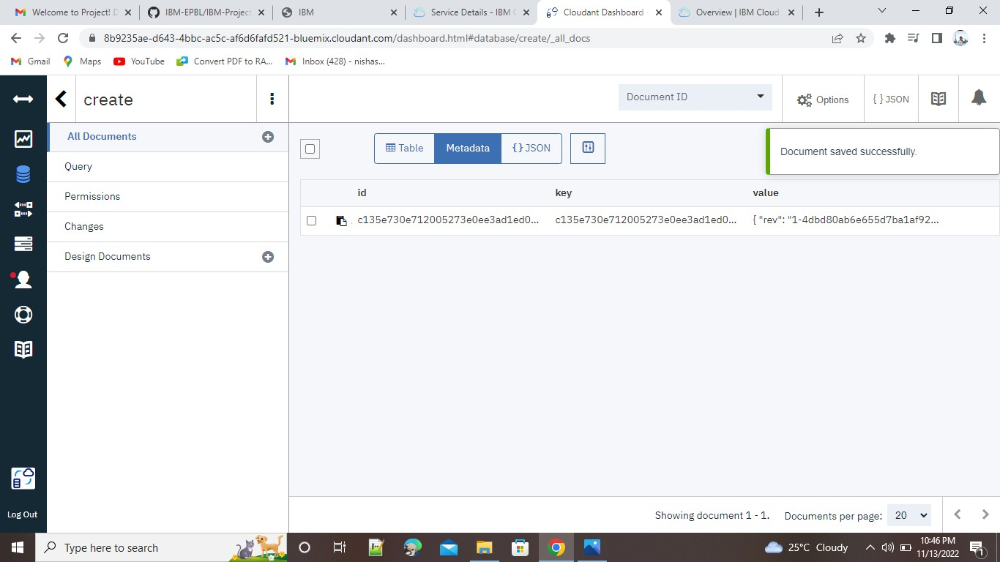 Welcome to Project! D
IBM-EPBL/IBM-Project
IBM
Service Details - IBM C
Cloudant Dashboard
Overview | IBM Cloud
8b9235ae-d643-4bbc-ac5c-af6d6fafd521-bluemix.cloudant.com/dashboard.html#database/create/_all_docs
Gmail
Maps
YouTube
Convert PDF to RA...
Inbox (428) - nishas...
create
Document ID
Options
{ } JSON
All Documents
Query
Permissions
Changes
Design Documents
Table
Metadata
{} JSON
Document saved successfully.
id key value
c135e730e712005273e0ee3ad1ed0... c135e730e712005273e0ee3ad1ed0... { "rev": "1-4dbd80ab6e655d7ba1af92...
Log Out
Showing document 1 - 1. Documents per page: 20
Type here to search
25°C Cloudy
10:46 PM
11/13/2022
1